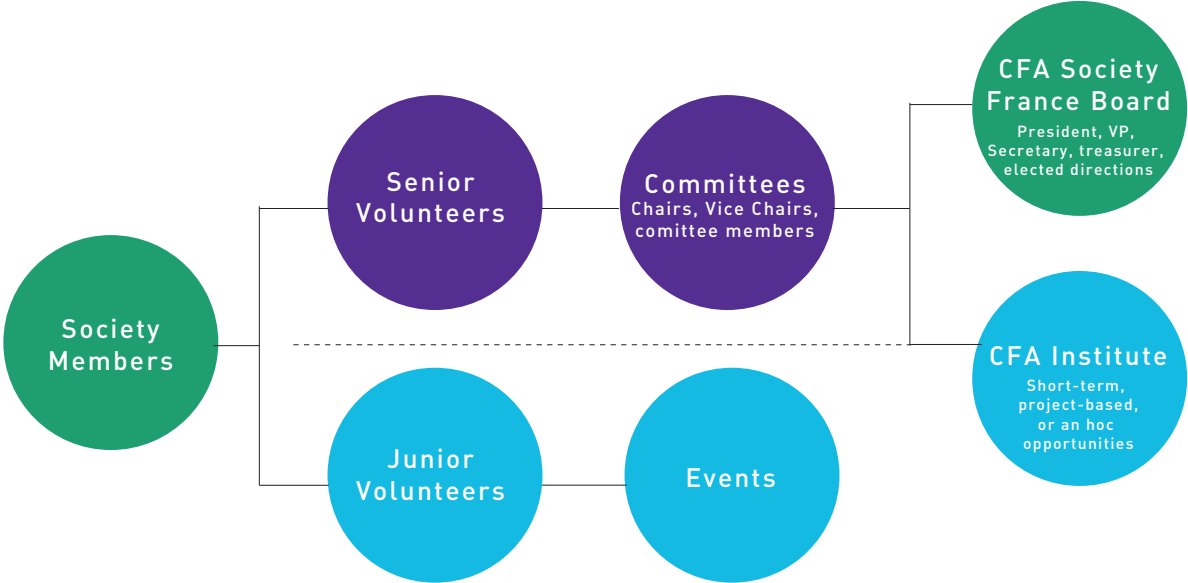 Society
Members
Senior
Volunteers
Committees
Chairs, Vice Chairs,
comittee members
CFA Society
France Board
President, VP,
Secretary, treasurer,
elected directions
Junior
Volunteers
Events
CFA Institute
Short-term,
project-based,
or an hoc
opportunities